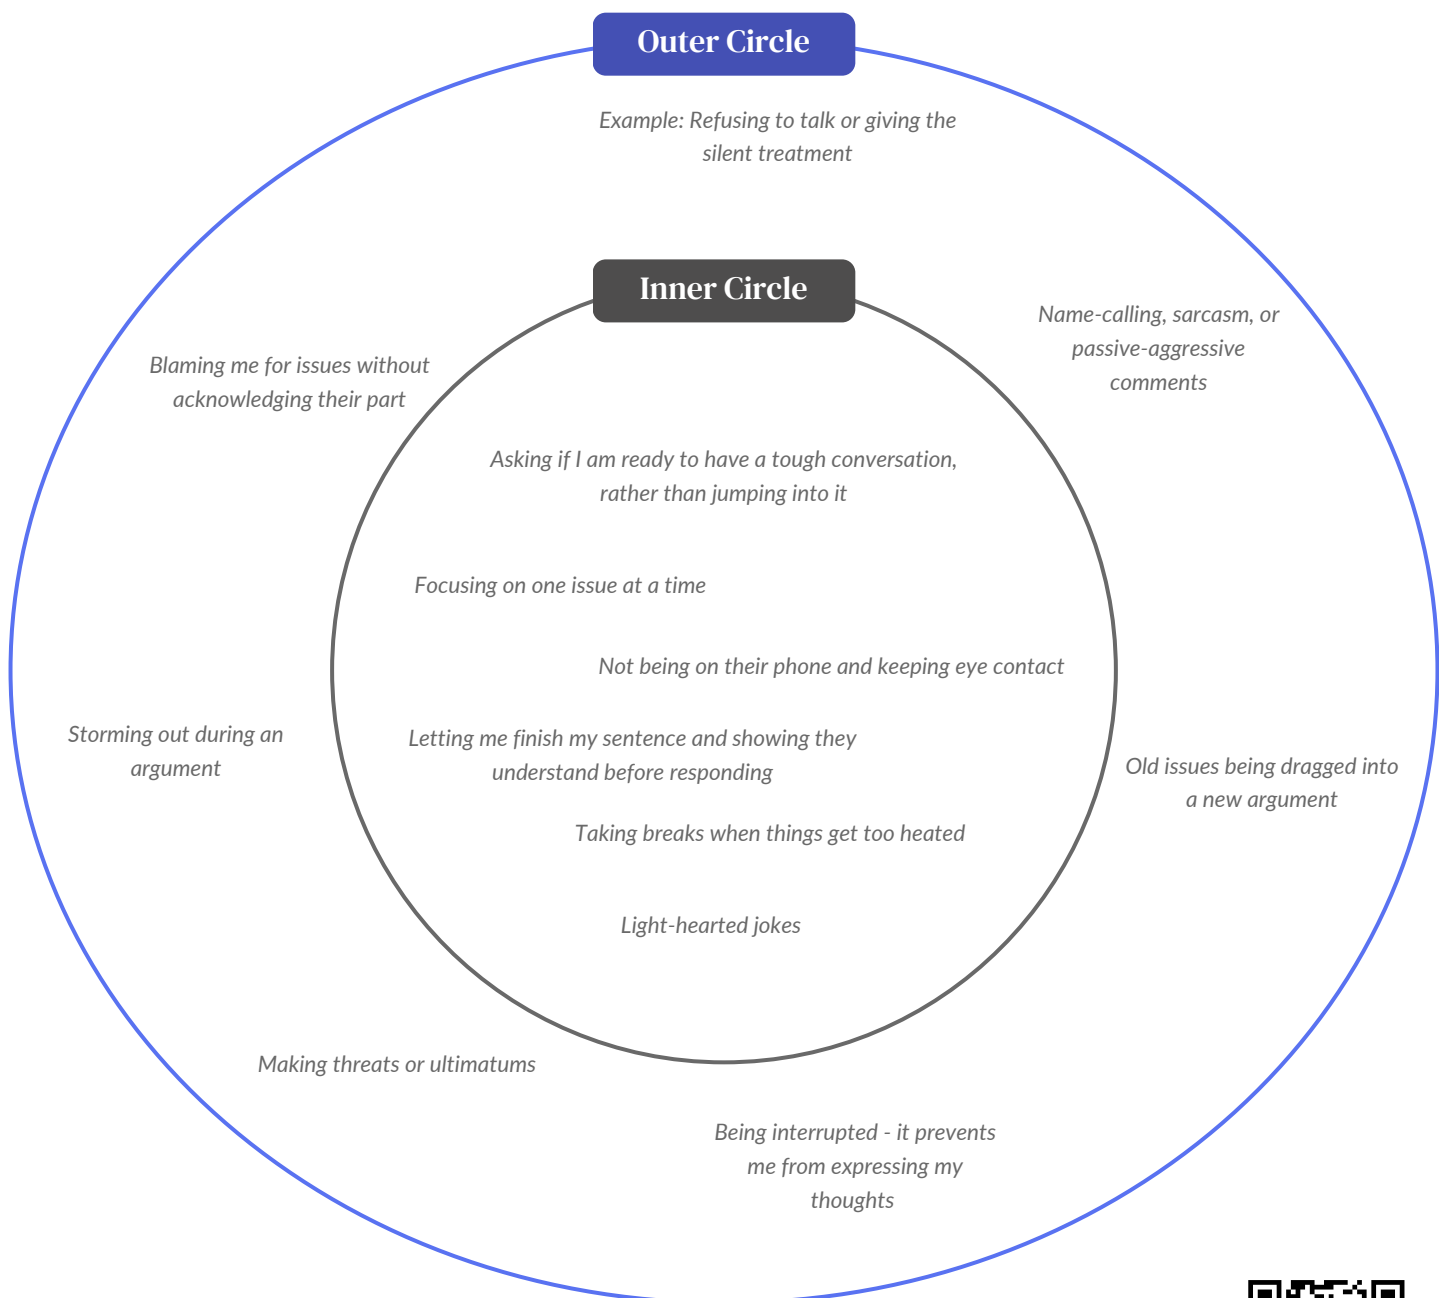 Outer Circle
Example: Refusing to talk or giving the
silent treatment
Inner Circle
Name-calling, sarcasm, or
passive-aggressive
comments
Blaming me for issues without
acknowledging their part
Asking if I am ready to have a tough conversation,
rather than jumping into it
Focusing on one issue at a time
Not being on their phone and keeping eye contact
Storming out during an
argument
Letting me finish my sentence and showing they
understand before responding
Old issues being dragged into
a new argument
Taking breaks when things get too heated
Light-hearted jokes
Making threats or ultimatums
Being interrupted - it prevents
me from expressing my
thoughts